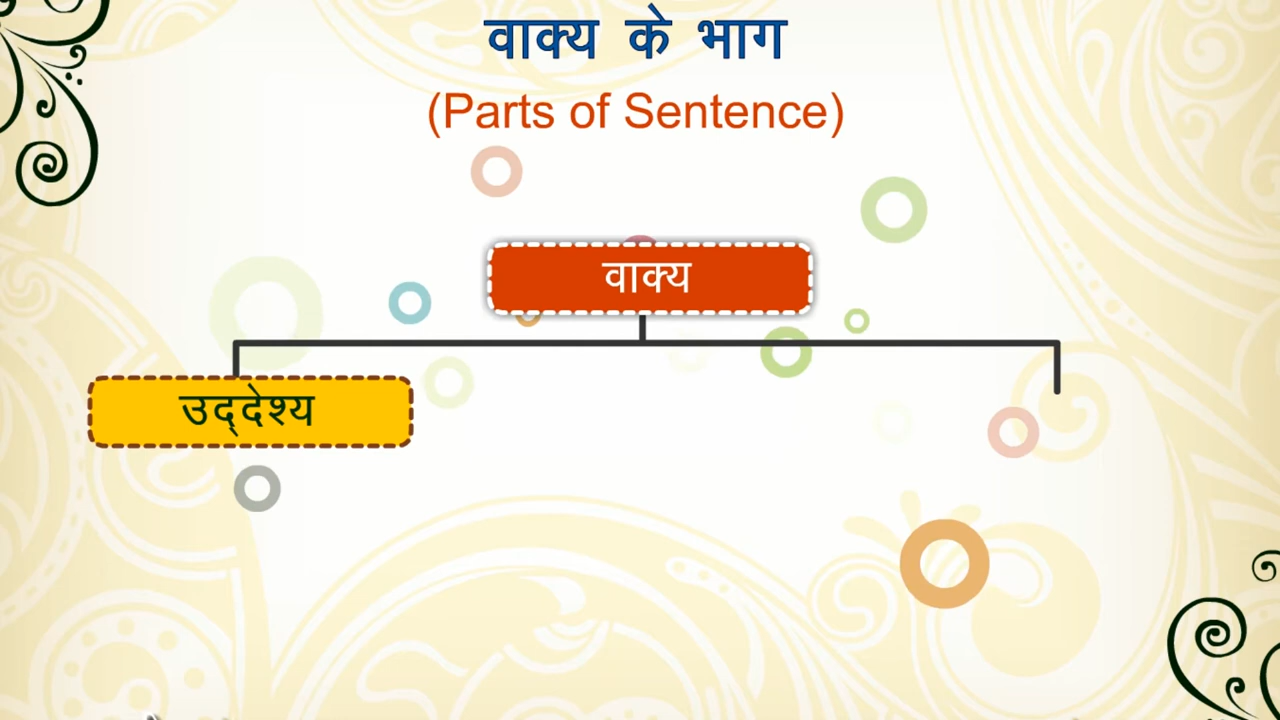 वाक्य के भाग
(Parts of Sentence)
वाक्य
उद्‌देश्य